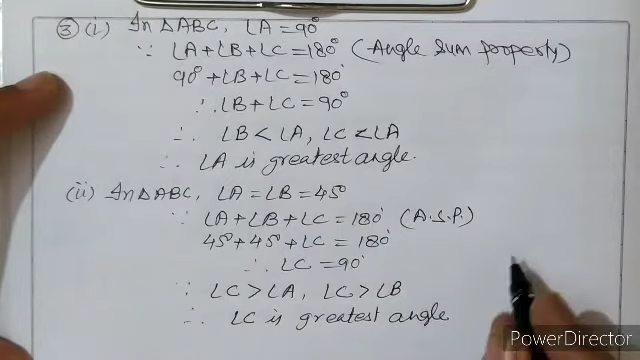 ③ (i) In △ABC, ∠A = 90°
∵ ∠A + ∠B + ∠C = 180° (Angle Sum property)
90° + ∠B + ∠C = 180°
∴ ∠B + ∠C = 90°
∴ ∠B < ∠A, ∠C < ∠A
∴ ∠A is greatest angle.
(ii) In △ABC, ∠A = ∠B = 45°
∵ ∠A + ∠B + ∠C = 180° (A.S.P.)
45° + 45° + ∠C = 180°
∴ ∠C = 90°
∵ ∠C > ∠A, ∠C > ∠B
∴ ∠C is greatest angle
PowerDirector